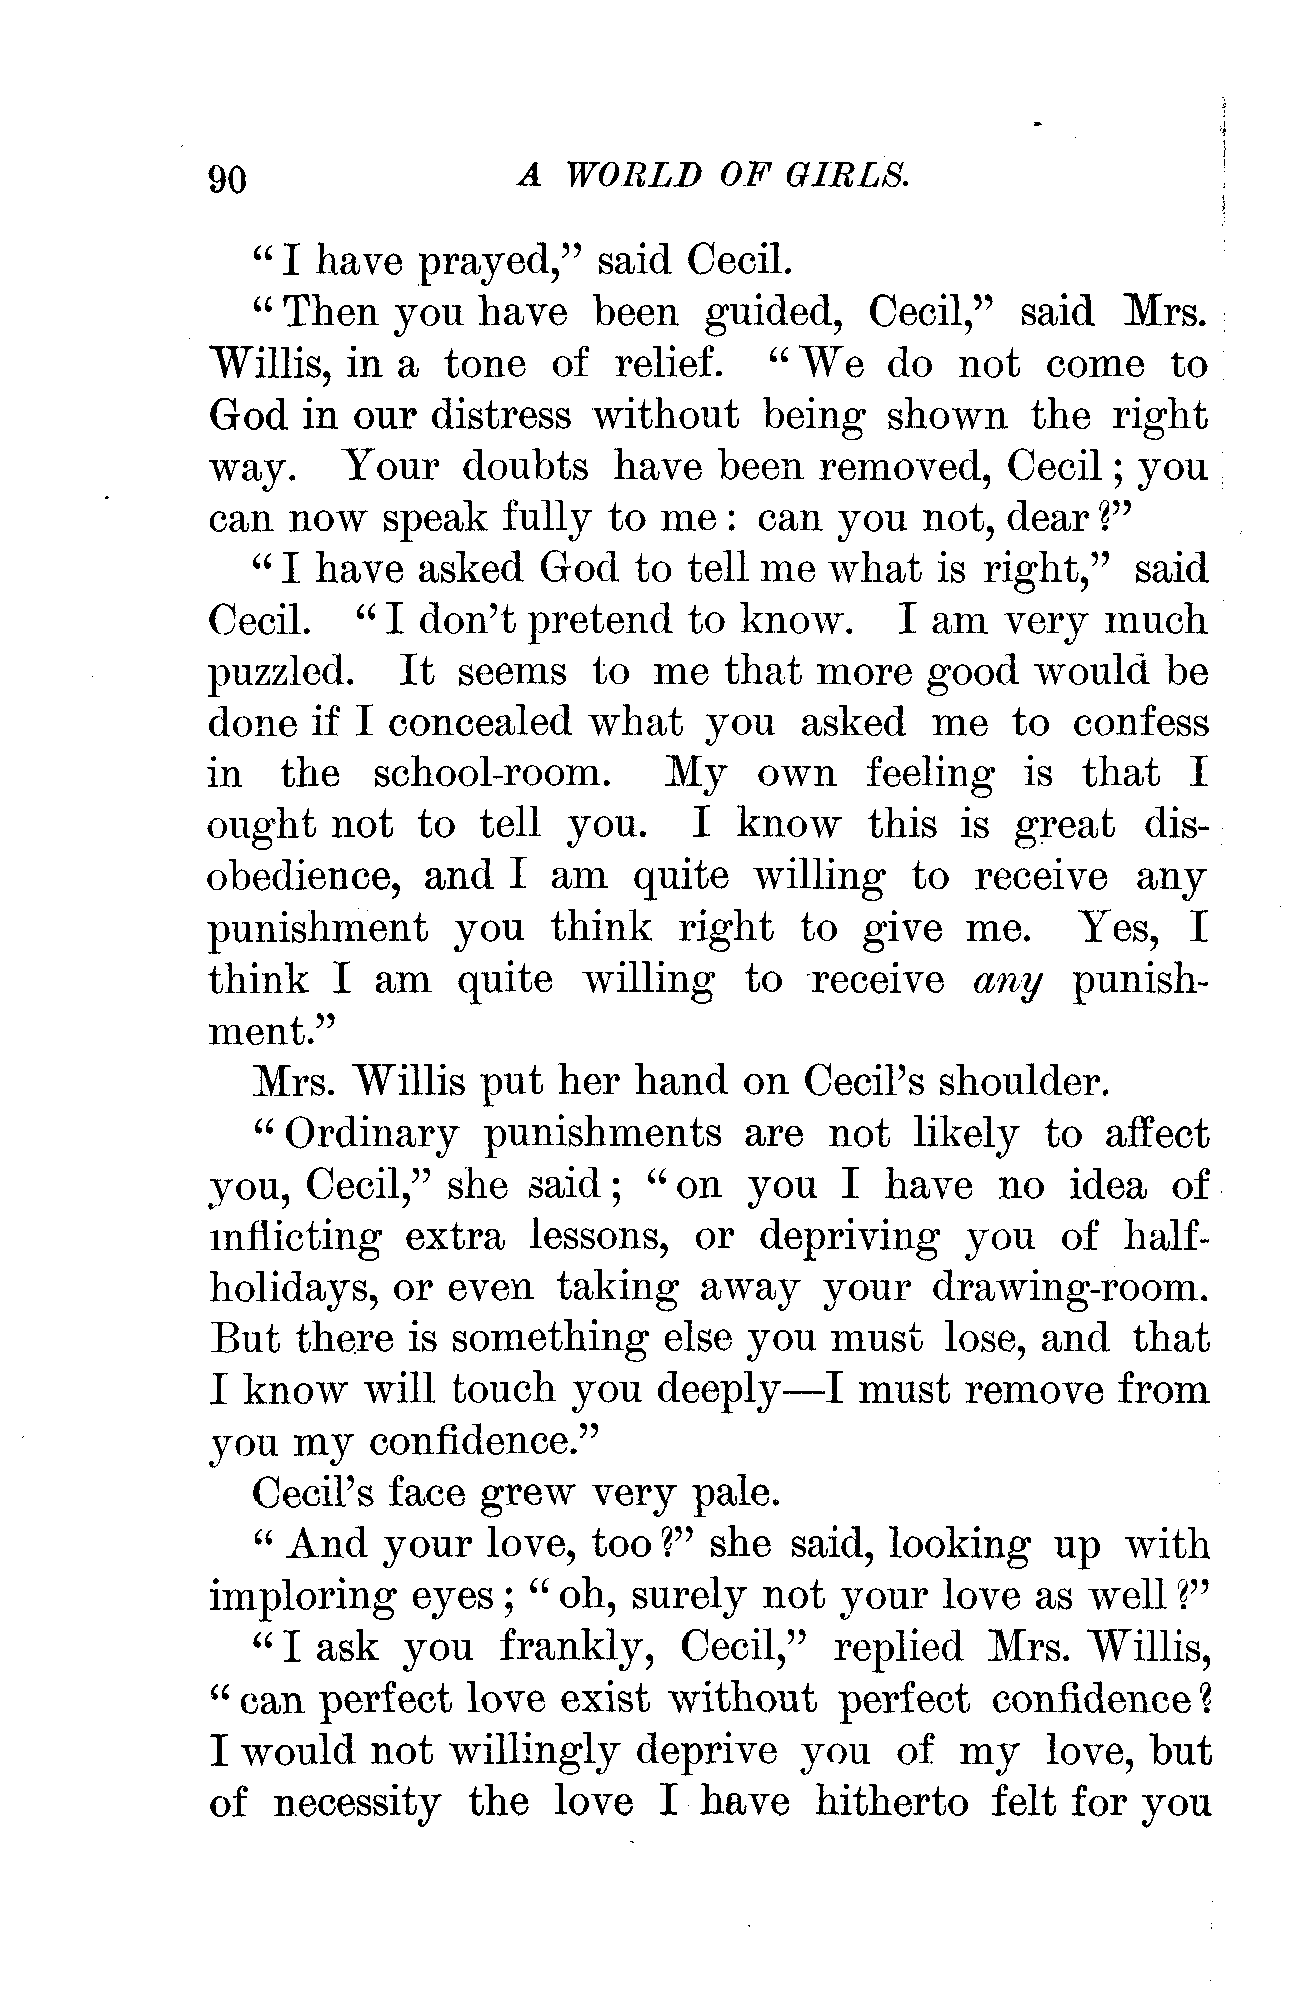 90 A WORLD OF GIRLS.
"I have prayed," said Cecil.
"Then you have been guided, Cecil," said Mrs.
Willis, in a tone of relief. "We do not come to
God in our distress without being shown the right
way. Your doubts have been removed, Cecil; you
can now speak fully to me: can you not, dear?"
"I have asked God to tell me what is right," said
Cecil. "I don't pretend to know. I am very much
puzzled. It seems to me that more good would be
done if I concealed what you asked me to confess
in the school-room. My own feeling is that I
ought not to tell you. I know this is great dis-
obedience, and I am quite willing to receive any
punishment you think right to give me. Yes, I
think I am quite willing to receive any punish-
ment."
Mrs. Willis put her hand on Cecil's shoulder.
"Ordinary punishments are not likely to affect
you, Cecil," she said; "on you I have no idea of
inflicting extra lessons, or depriving you of half-
holidays, or even taking away your drawing-room.
But there is something else you must lose, and that
I know will touch you deeply—I must remove from
you my confidence."
Cecil's face grew very pale.
"And your love, too?" she said, looking up with
imploring eyes; "oh, surely not your love as well?"
"I ask you frankly, Cecil," replied Mrs. Willis,
"can perfect love exist without perfect confidence?
I would not willingly deprive you of my love, but
of necessity the love I have hitherto felt for you